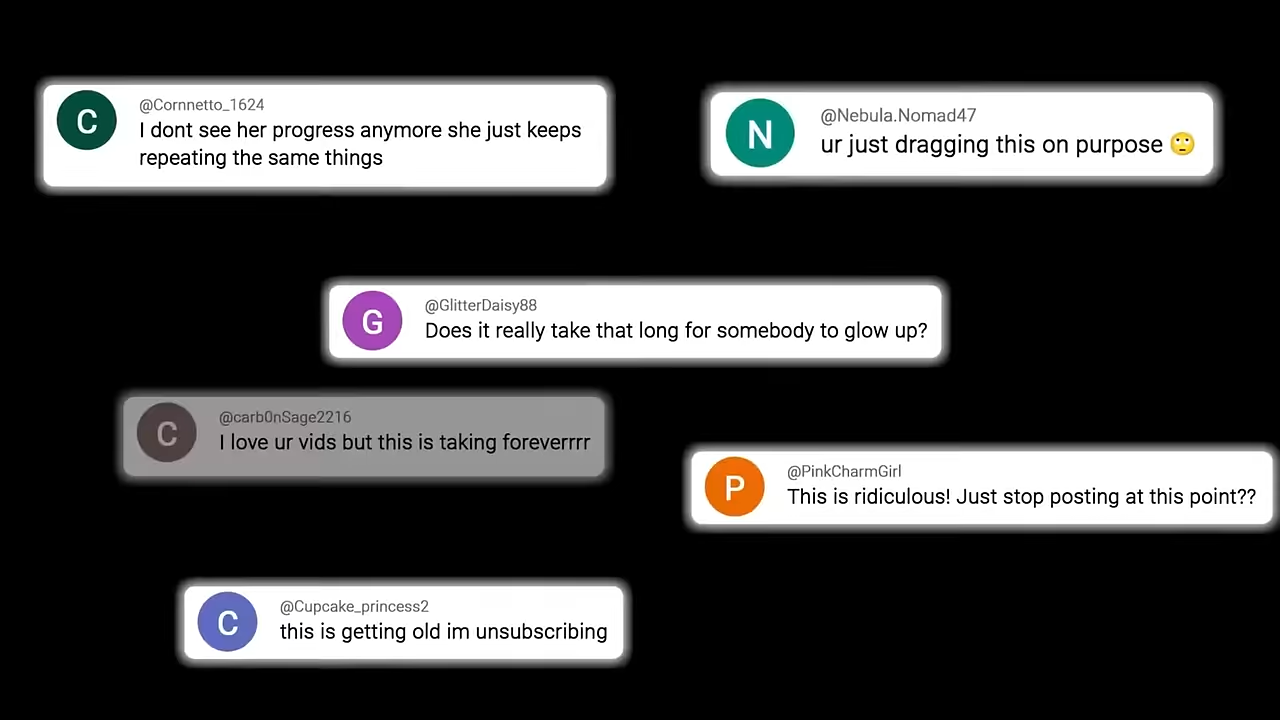 C
@Cornnetto_1624
I dont see her progress anymore she just keeps
repeating the same things
N
@Nebula.Nomad47
ur just dragging this on purpose 🙄
G
@GlitterDaisy88
Does it really take that long for somebody to glow up?
C
@carb0nSage2216
I love ur vids but this is taking foreverrrr
P
@PinkCharmGirl
This is ridiculous! Just stop posting at this point??
C
@Cupcake_princess2
this is getting old im unsubscribing